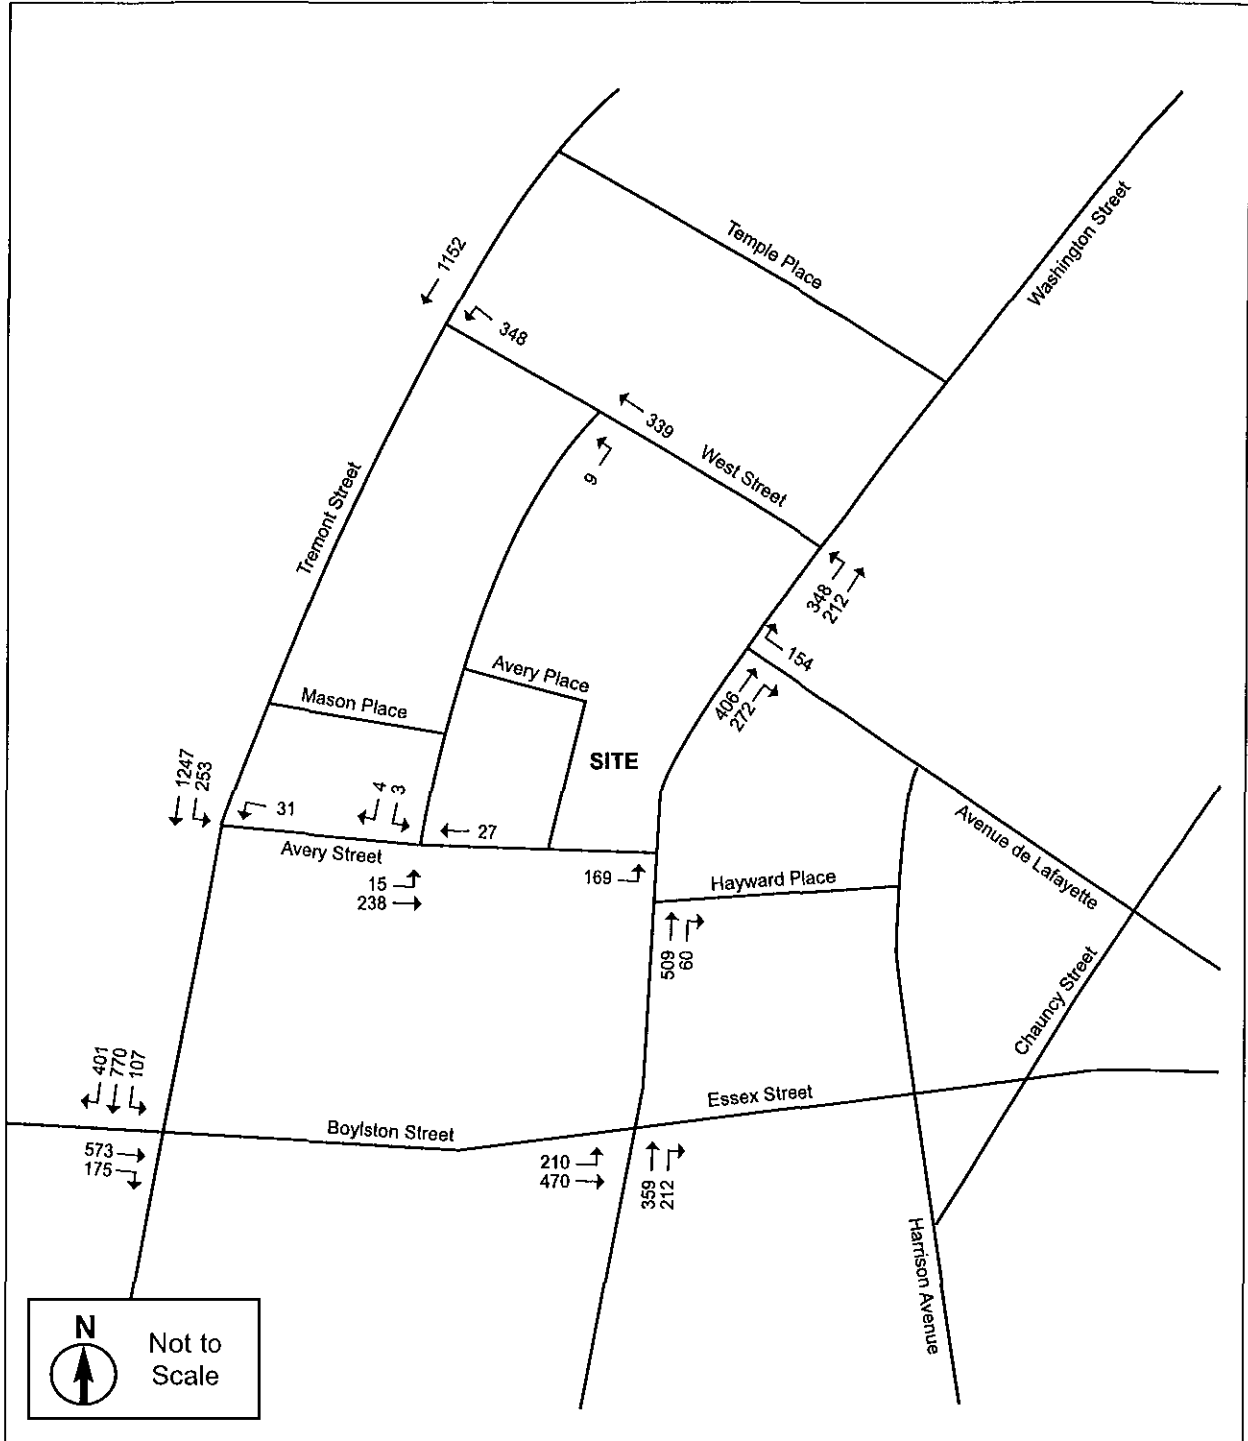 Temple Place
Washington Street
1152
348
339
West Street
9
Tremont Street
348
212
154
406
272
Avery Place
Mason Place
SITE
1247
253
31
4
3
27
Avery Street
15
238
169
Hayward Place
Avenue de Lafayette
509
60
Chauncy Street
401
770
107
Essex Street
Boylston Street
573
175
210
470
359
212
Harrison Avenue
N
Not to
Scale